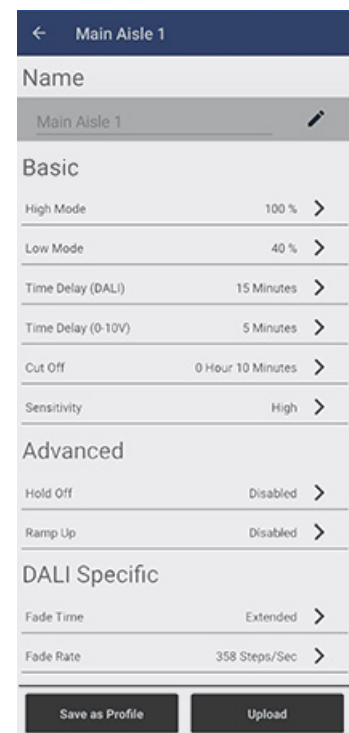 Main Aisle 1
Name
Main Aisle 1
Basic
High Mode 100 %
Low Mode 40 %
Time Delay (DALI) 15 Minutes
Time Delay (0-10V) 5 Minutes
Cut Off 0 Hour 10 Minutes
Sensitivity High
Advanced
Hold Off Disabled
Ramp Up Disabled
DALI Specific
Fade Time Extended
Fade Rate 358 Steps/Sec
Save as Profile Upload